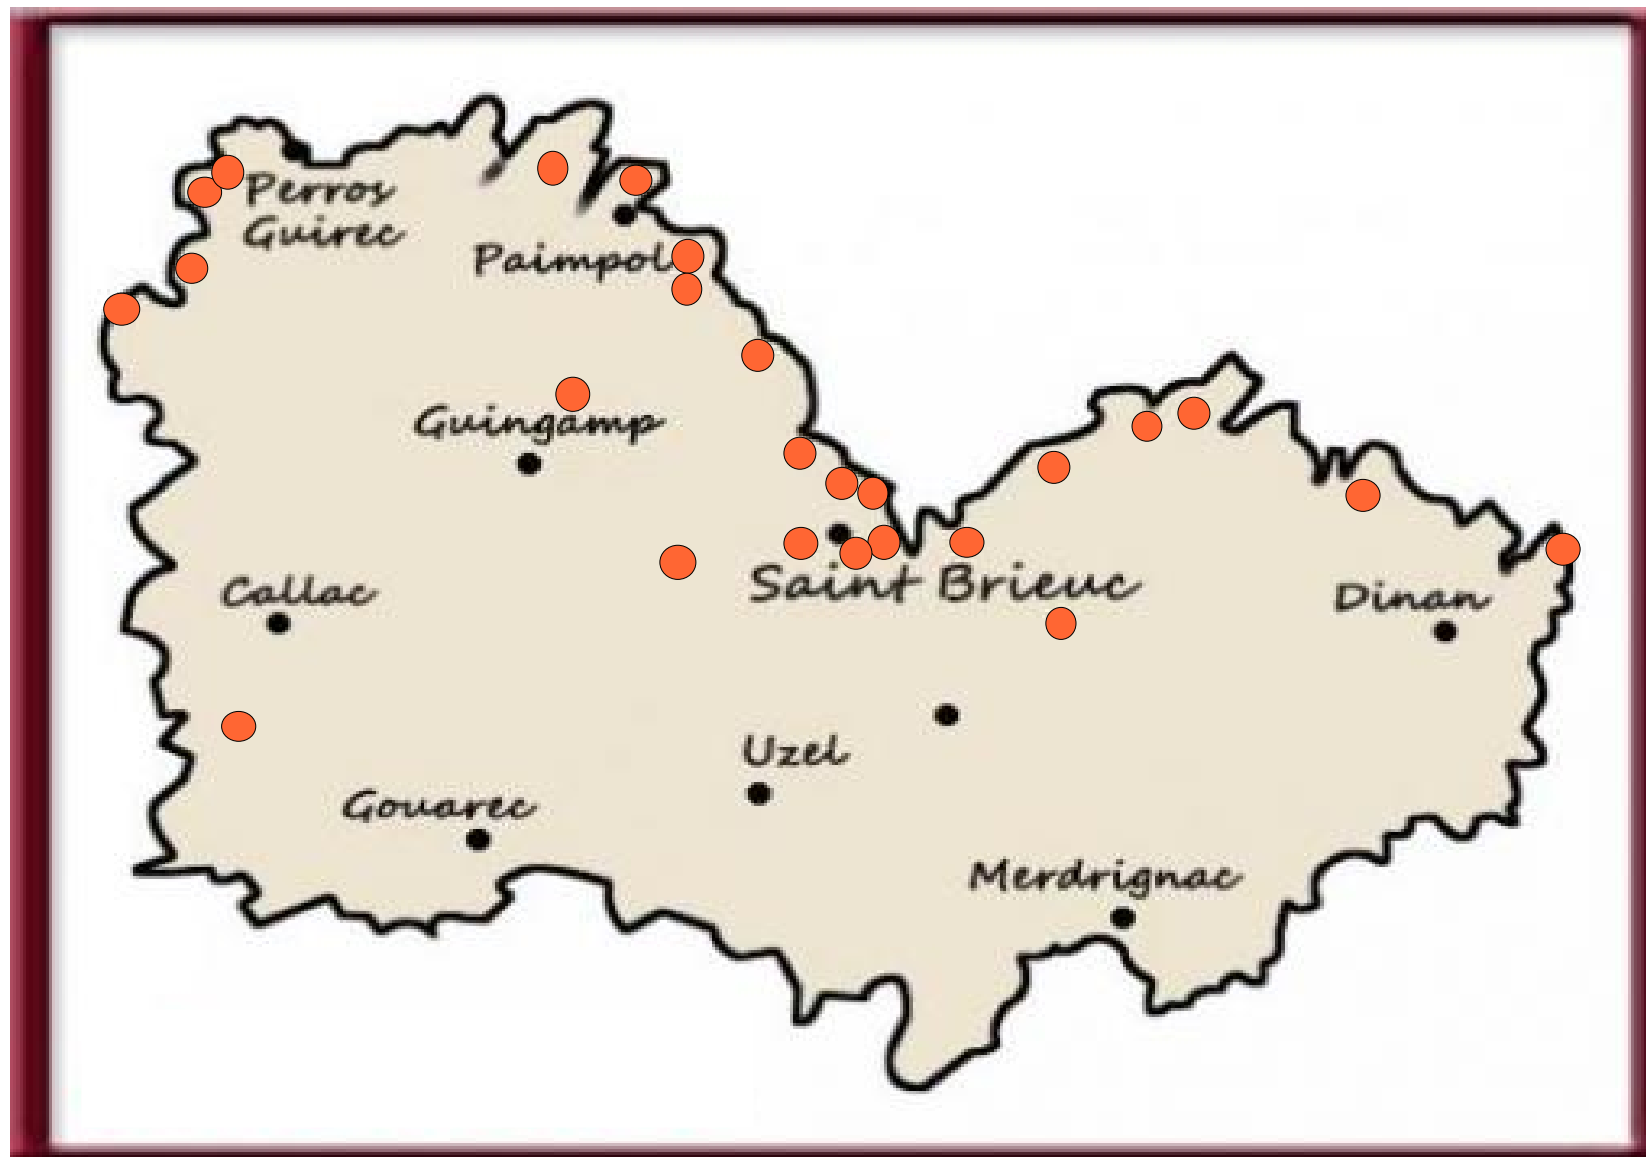 Perros
Guirec
Paimpol
Guingamp
Saint Brieuc
Callac
Dinan
Uzel
Gouarec
Merdrignac